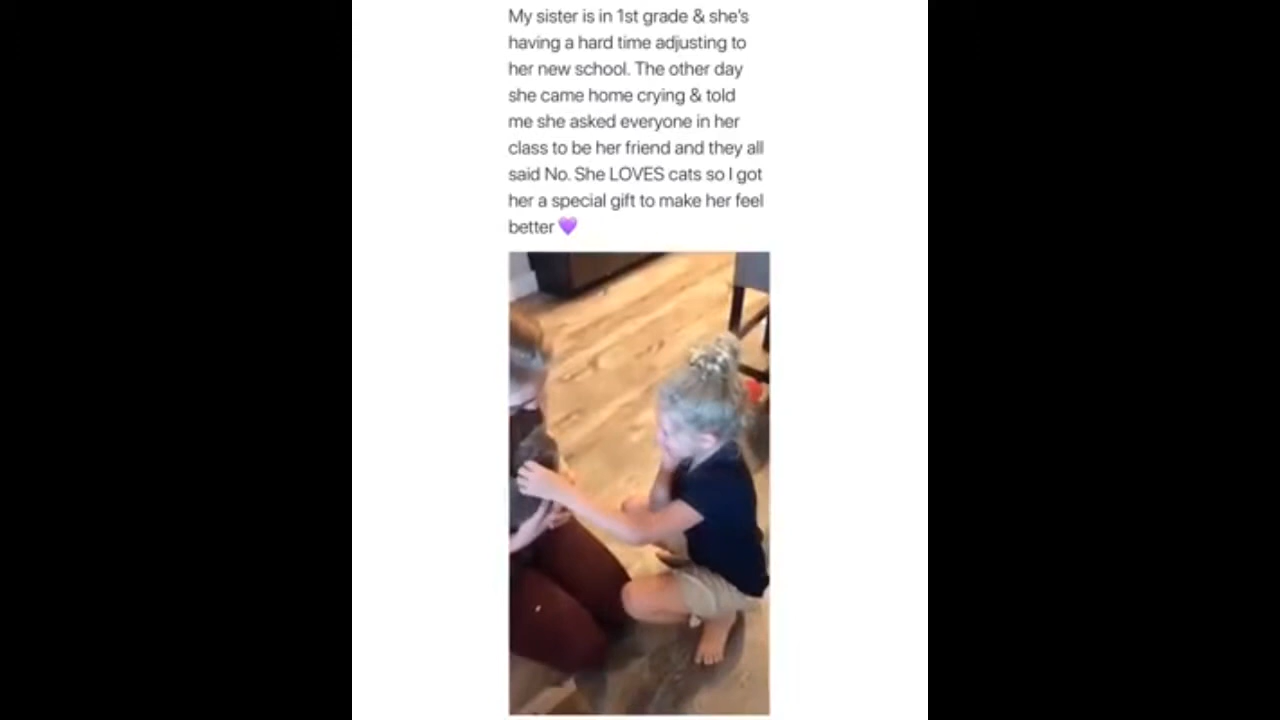 My sister is in 1st grade & she's
having a hard time adjusting to
her new school. The other day
she came home crying & told
me she asked everyone in her
class to be her friend and they all
said No. She LOVES cats so I got
her a special gift to make her feel
better 💜